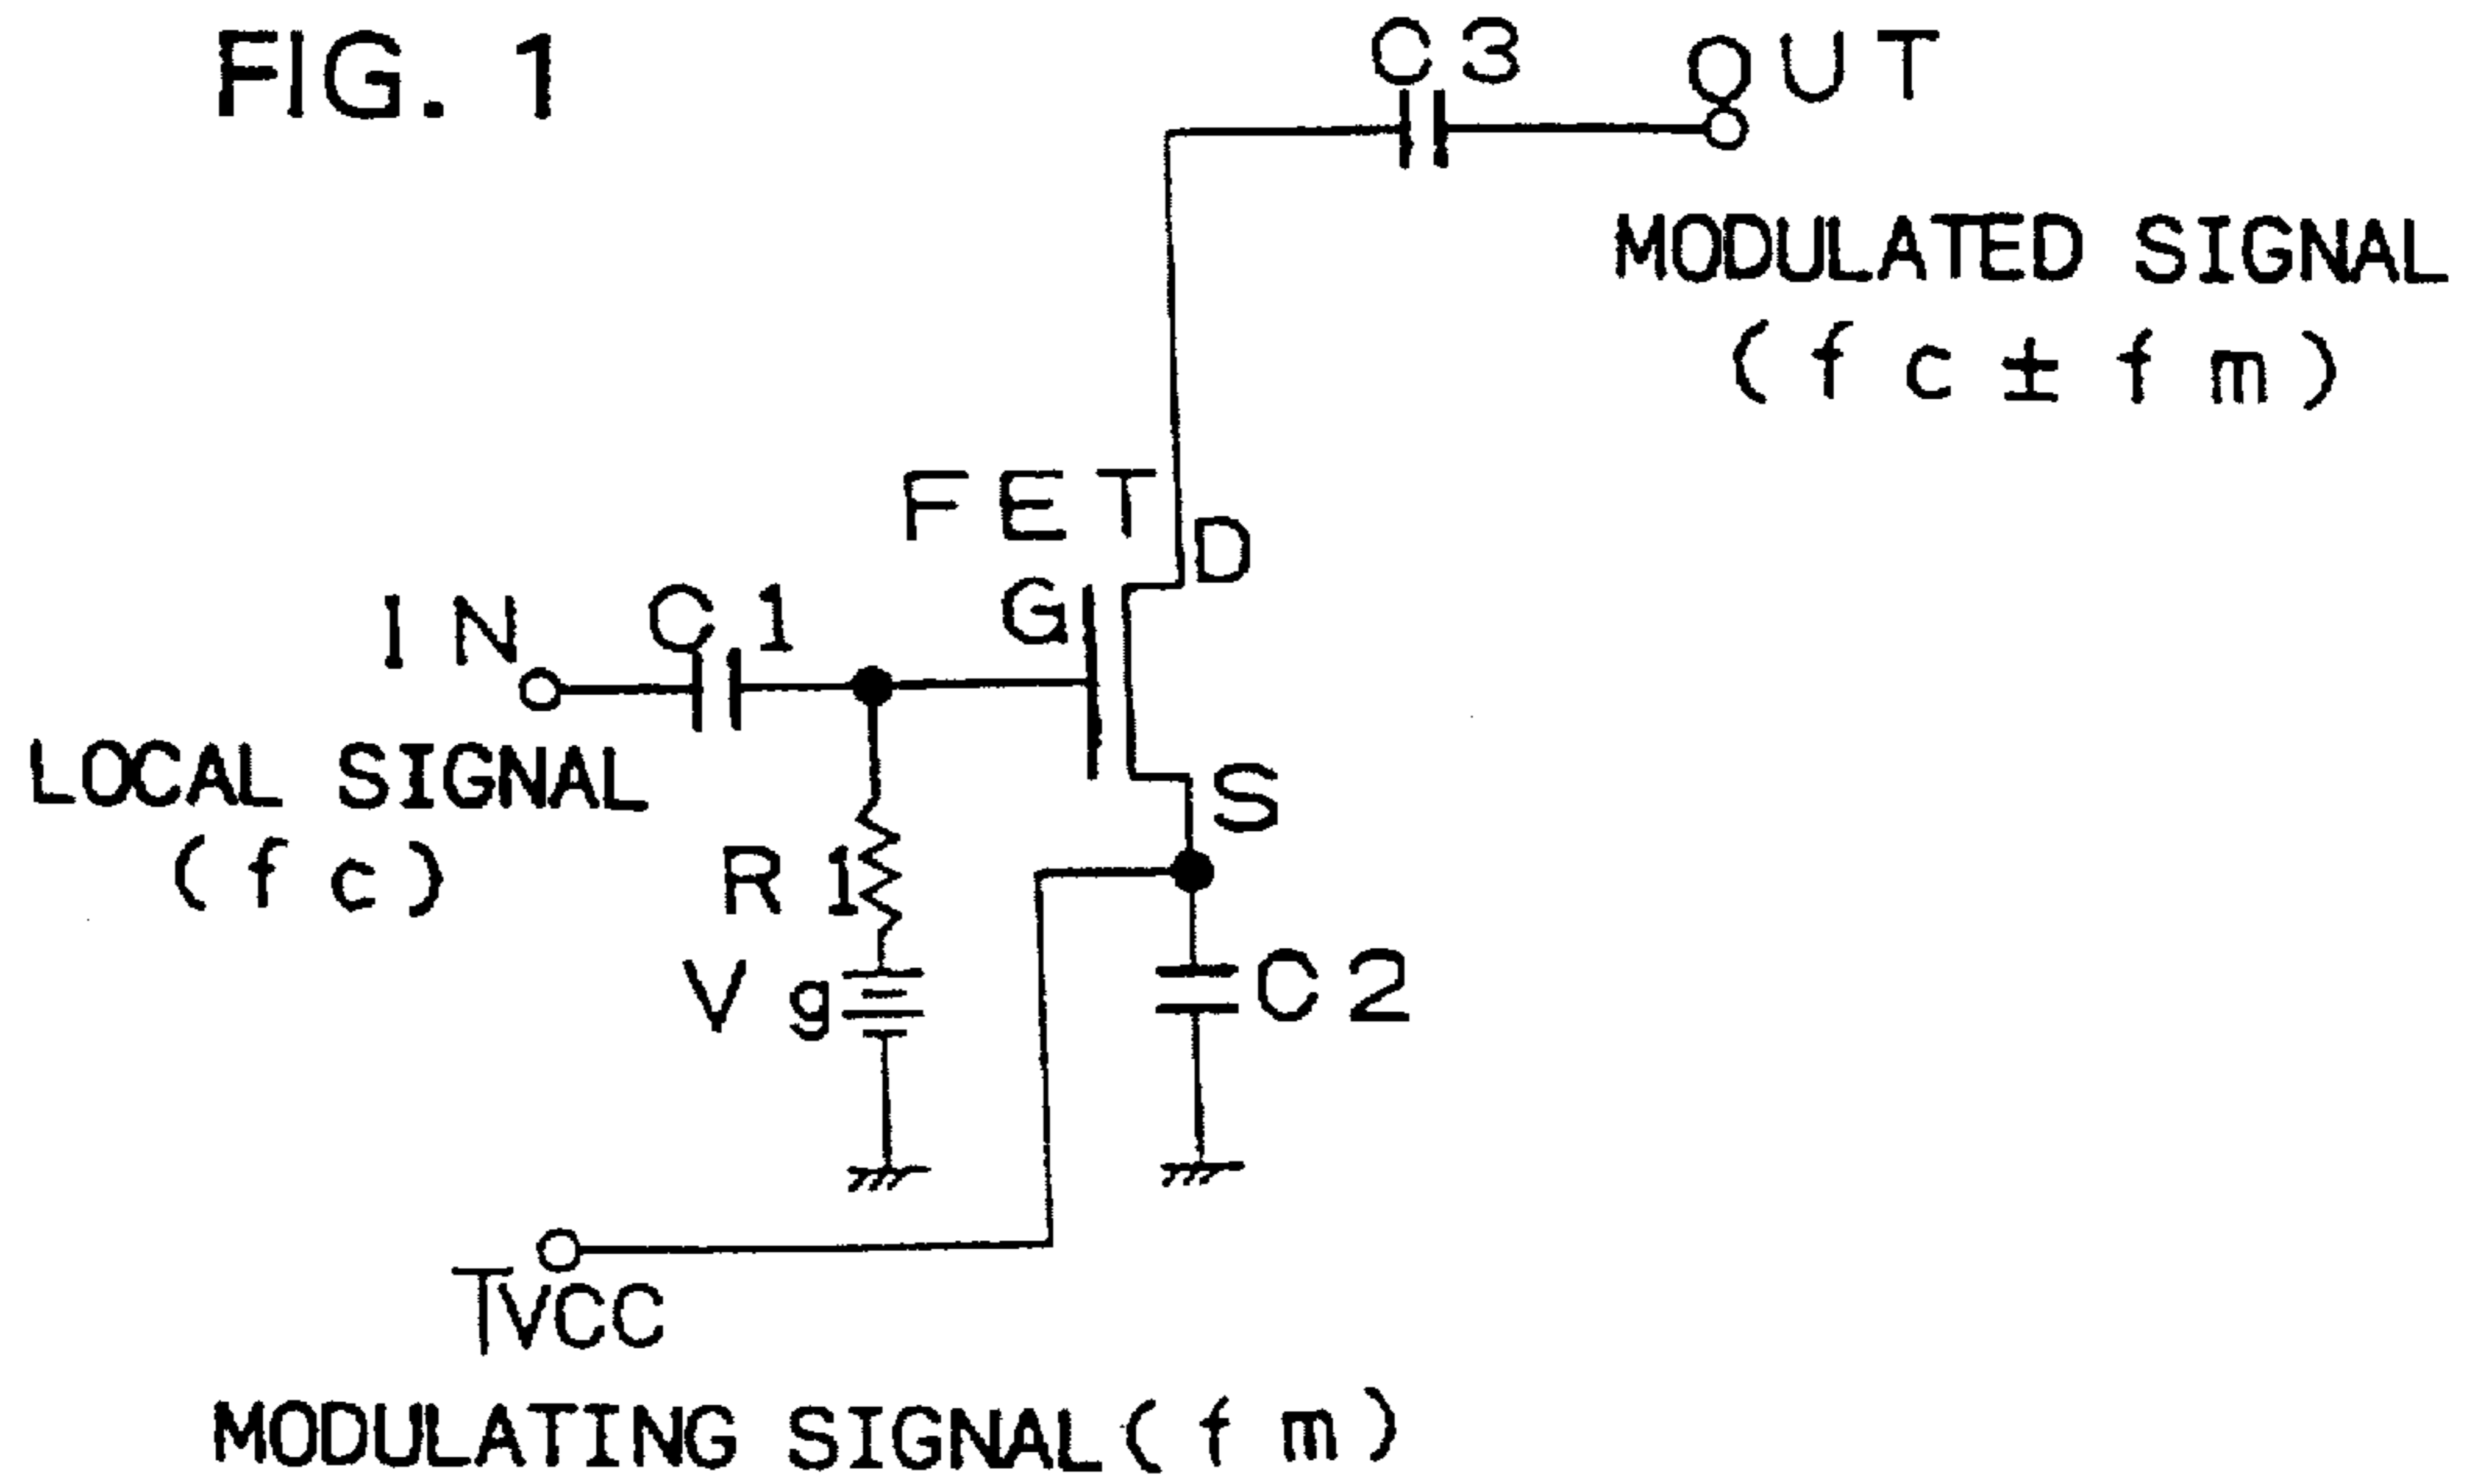 FIG. 1
C3
OUT
MODULATED SIGNAL
(fc±fm)
FET
D
G
IN
C1
LOCAL SIGNAL
(fc)
S
R1
Vg
C2
TVCC
MODULATING SIGNAL(fm)